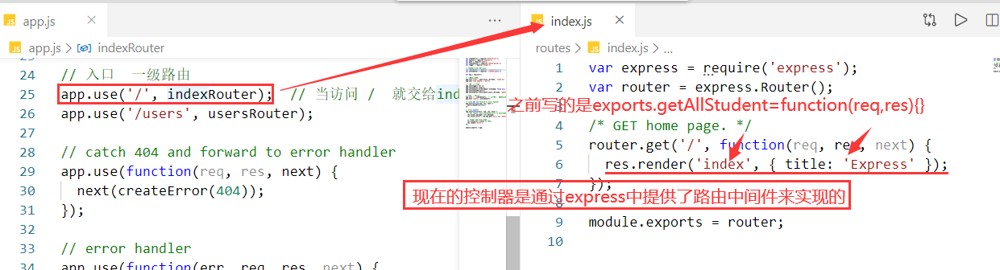 JS app.js ×
JS app.js > indexRouter
24 // 入口 一级路由
25 app.use('/', indexRouter); // 当访问 / 就交给ind
26 app.use('/users', usersRouter);
27
28 // catch 404 and forward to error handler
29 app.use(function(req, res, next) {
30 next(createError(404));
31 });
32
33 // error handler
34 app.use(function(err, req, res, next) {
JS index.js ×
routes > JS index.js > ...
1 var express = require('express');
2 var router = express.Router();
之前写的是exports.getAllStudent=function(req,res){}
4 /* GET home page. */
5 router.get('/', function(req, res, next) {
6 res.render('index', { title: 'Express' });
7 });
现在的控制器是通过express中提供了路由中间件来实现的
8
9 module.exports = router;
10